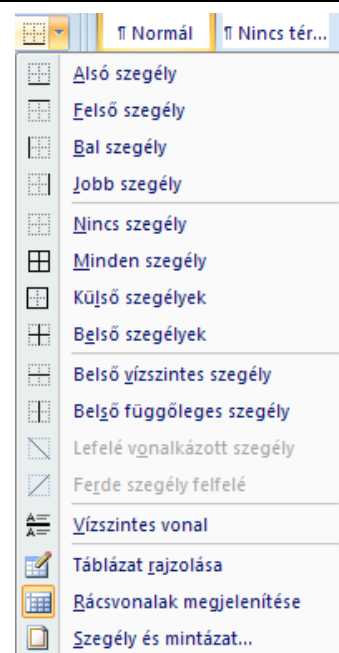 ¶ Normál ¶ Nincs tér...
Alsó szegély
Felső szegély
Bal szegély
Jobb szegély
Nincs szegély
Minden szegély
Külső szegélyek
Belső szegélyek
Belső vízszintes szegély
Belső függőleges szegély
Lefelé vonalkázott szegély
Ferde szegély felfelé
Vízszintes vonal
Táblázat rajzolása
Rácsvonalak megjelenítése
Szegély és mintázat...